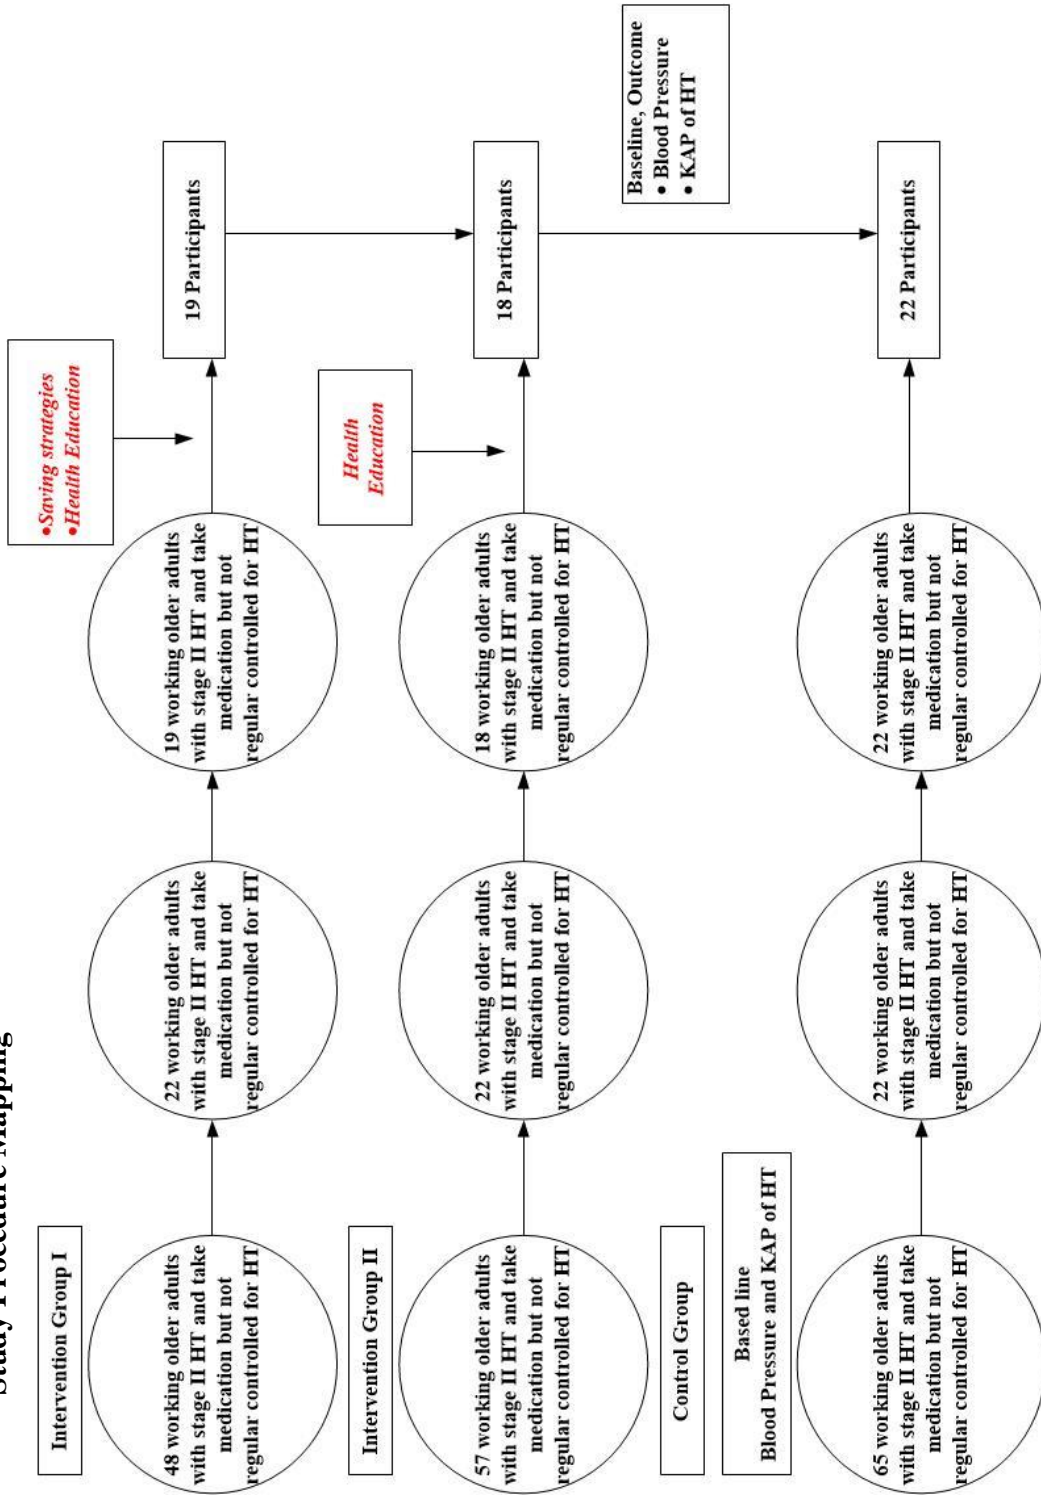 Study Procedure Mapping
Intervention Group I
48 working older adults
with stage II HT and take
medication but not
regular controlled for HT
22 working older adults
with stage II HT and take
medication but not
regular controlled for HT
19 working older adults
with stage II HT and take
medication but not
regular controlled for HT
•Saving strategies
•Health Education
19 Participants
Intervention Group II
57 working older adults
with stage II HT and take
medication but not
regular controlled for HT
22 working older adults
with stage II HT and take
medication but not
regular controlled for HT
18 working older adults
with stage II HT and take
medication but not
regular controlled for HT
Health
Education
18 Participants
Baseline, Outcome
• Blood Pressure
• KAP of HT
Control Group
Based line
Blood Pressure and KAP of HT
65 working older adults
with stage II HT and take
medication but not
regular controlled for HT
22 working older adults
with stage II HT and take
medication but not
regular controlled for HT
22 working older adults
with stage II HT and take
medication but not
regular controlled for HT
22 Participants